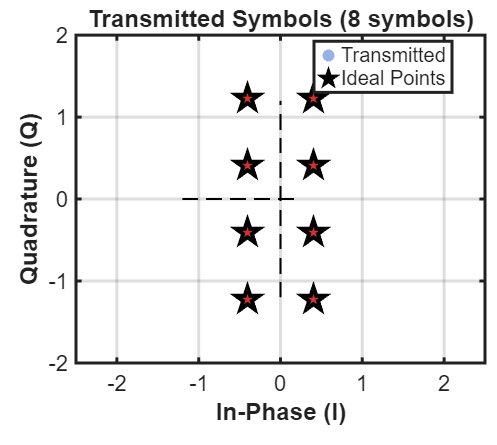 Transmitted Symbols (8 symbols)
Transmitted
Ideal Points
2
1
0
-1
-2
Quadrature (Q)
-2
-1
0
1
2
In-Phase (I)